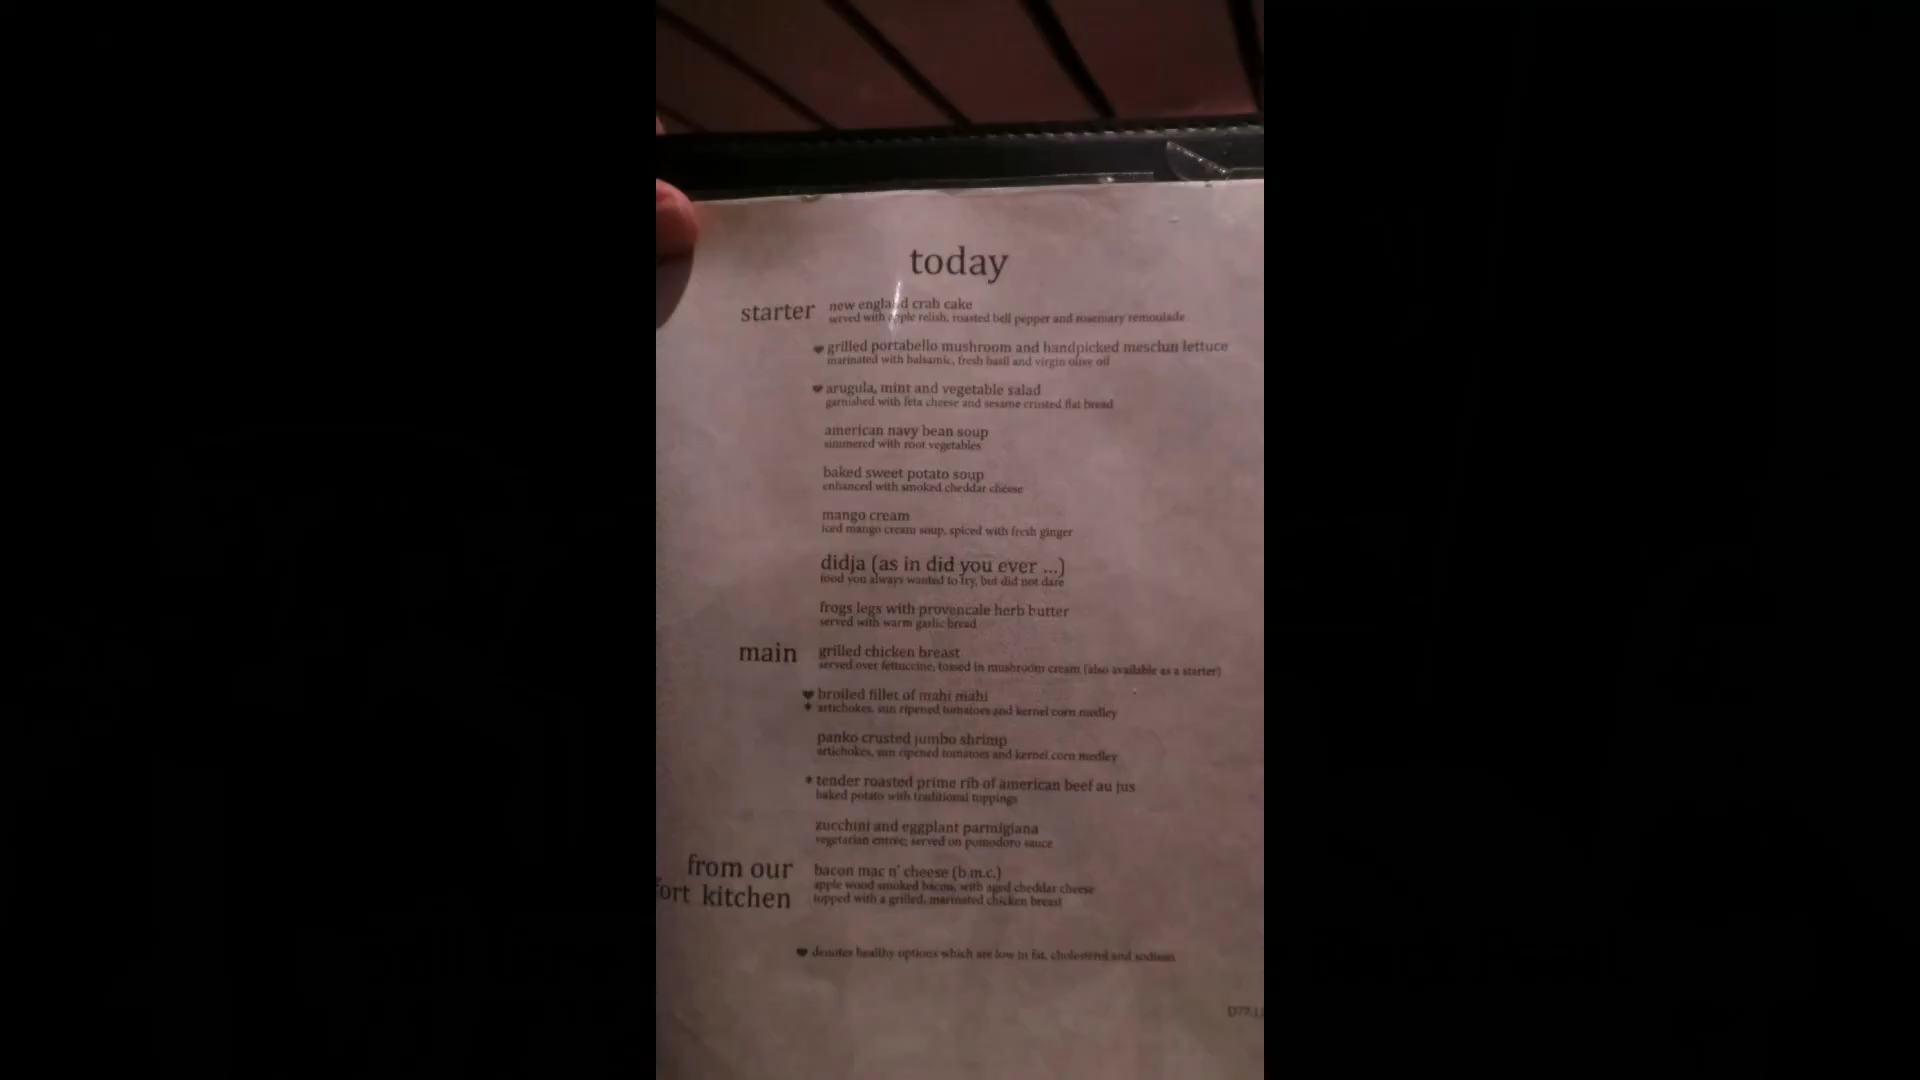 today
starter
new england crab cake
served with apple relish, roasted bell pepper and rosemary remoulade
grilled portabello mushroom and handpicked mesclun lettuce
marinated with balsamic, fresh basil and virgin olive oil
arugula, mint and vegetable salad
garnished with feta cheese and sesame crusted flat bread
american navy bean soup
simmered with root vegetables
baked sweet potato soup
enhanced with smoked cheddar cheese
mango cream
iced mango cream soup, spiced with fresh ginger
didja (as in did you ever ...)
food you always wanted to try, but did not dare
frogs legs with provencale herb butter
served with warm garlic bread
main
grilled chicken breast
served over fettuccine, tossed in mushroom cream (also available as a starter)
broiled fillet of mahi mahi
* artichokes, sun ripened tomatoes and kernel corn medley
panko crusted jumbo shrimp
artichokes, sun ripened tomatoes and kernel corn medley
* tender roasted prime rib of american beef au jus
baked potato with traditional toppings
zucchini and eggplant parmigiana
vegetarian entrée; served on pomodoro sauce
from our
fort kitchen
bacon mac n' cheese (b.m.c.)
apple wood smoked bacon, with aged cheddar cheese
topped with a grilled, marinated chicken breast
denotes healthy options which are low in fat, cholesterol and sodium